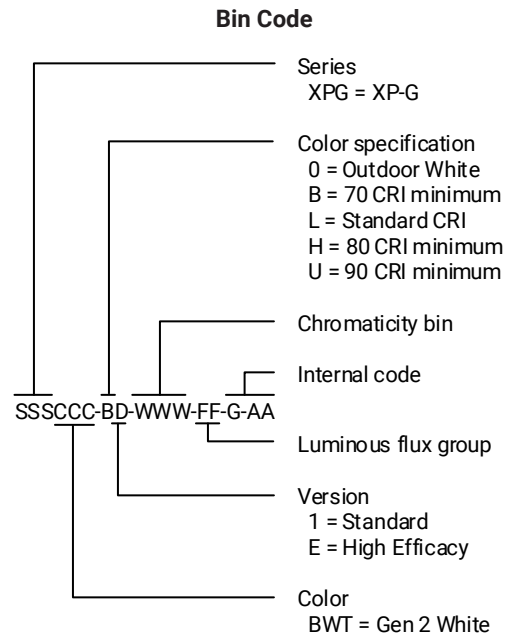 Bin Code
Series
XPG = XP-G
Color specification
0 = Outdoor White
B = 70 CRI minimum
L = Standard CRI
H = 80 CRI minimum
U = 90 CRI minimum
Chromaticity bin
Internal code
SSSCCC-BD-WWW-FF-G-AA
Luminous flux group
Version
1 = Standard
E = High Efficacy
Color
BWT = Gen 2 White